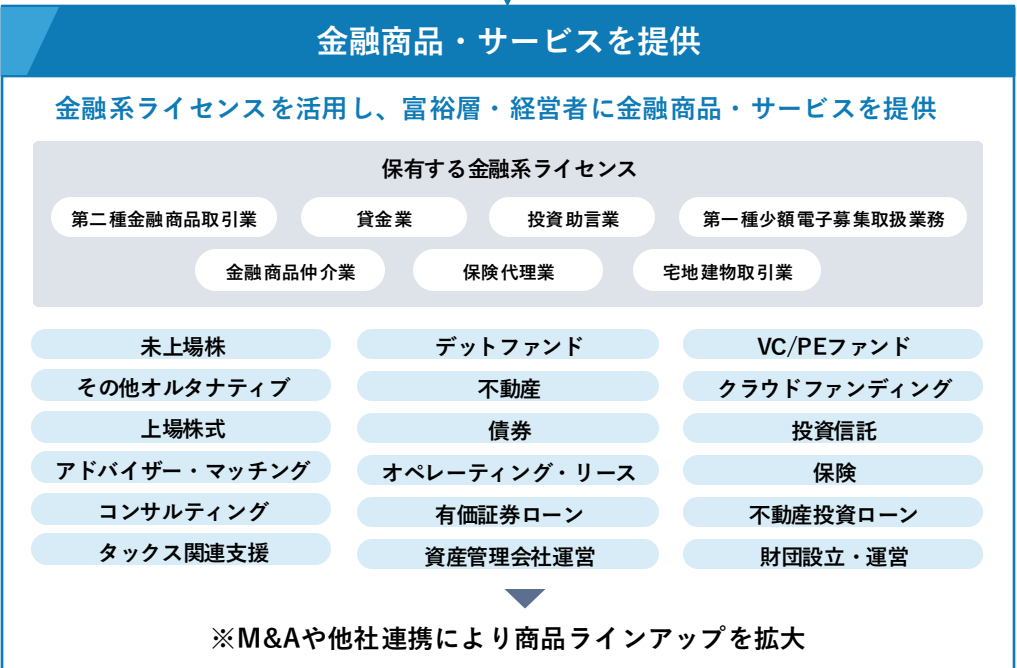 金融商品・サービスを提供
金融系ライセンスを活用し、富裕層・経営者に金融商品・サービスを提供
保有する金融系ライセンス
第二種金融商品取引業 貸金業 投資助言業 第一種少額電子募集取扱業務
金融商品仲介業 保険代理業 宅地建物取引業
未上場株 デットファンド VC/PEファンド
その他オルタナティブ 不動産 クラウドファンディング
上場株式 債券 投資信託
アドバイザー・マッチング オペレーティング・リース 保険
コンサルティング 有価証券ローン 不動産投資ローン
タックス関連支援 資産管理会社運営 財団設立・運営
※M&Aや他社連携により商品ラインアップを拡大